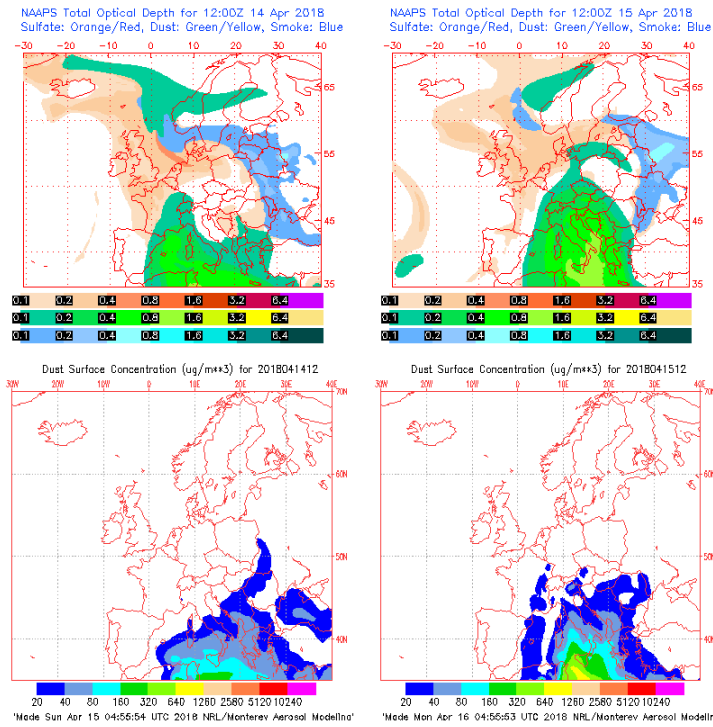 NAAPS Total Optical Depth for 12:00Z 14 Apr 2018
Sulfate: Orange/Red, Dust: Green/Yellow, Smoke: Blue
-30 -20 -10 0 10 20 30 40
65
55
45
35
0.1 0.2 0.4 0.8 1.6 3.2 6.4
0.1 0.2 0.4 0.8 1.6 3.2 6.4
0.1 0.2 0.4 0.8 1.6 3.2 6.4
NAAPS Total Optical Depth for 12:00Z 15 Apr 2018
Sulfate: Orange/Red, Dust: Green/Yellow, Smoke: Blue
-30 -20 -10 0 10 20 30 40
65
55
45
35
0.1 0.2 0.4 0.8 1.6 3.2 6.4
0.1 0.2 0.4 0.8 1.6 3.2 6.4
0.1 0.2 0.4 0.8 1.6 3.2 6.4
Dust Surface Concentration (ug/m**3) for 2018041412
30W 20W 10W 0 10E 20E 30E 40E
70N
60N
50N
40N
20 40 80 160 320 640 1280 2580 5120 10240
'Made Sun Apr 15 04:55:54 UTC 2018 NRL/Monterey Aerosol Modelling'
Dust Surface Concentration (ug/m**3) for 2018041512
30W 20W 10W 0 10E 20E 30E 40E
70N
60N
50N
40N
20 40 80 160 320 640 1280 2580 5120 10240
'Made Mon Apr 16 04:55:53 UTC 2018 NRL/Monterey Aerosol Modelling'